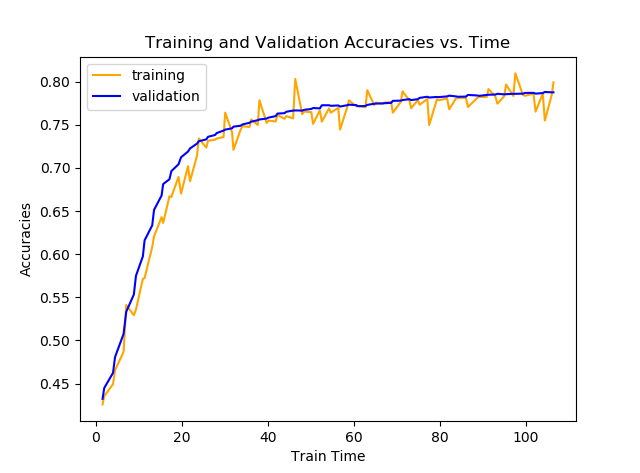 Training and Validation Accuracies vs. Time
training
validation
0.80
0.75
0.70
0.65
0.60
0.55
0.50
0.45
Accuracies
0 20 40 60 80 100
Train Time